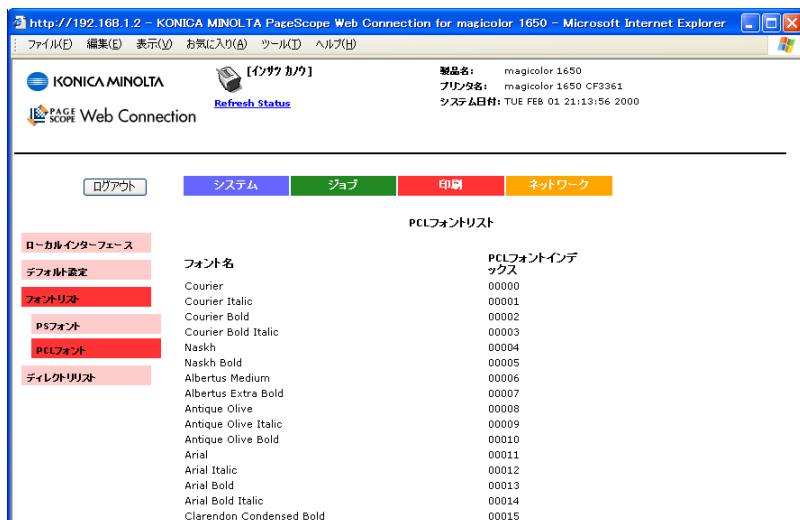 http://192.168.1.2 - KONICA MINOLTA PageScope Web Connection for magicolor 1650 - Microsoft Internet Explorer
ファイル(F) 編集(E) 表示(V) お気に入り(A) ツール(T) ヘルプ(H)
KONICA MINOLTA
PAGE SCOPE Web Connection
[インサツ カノウ]
Refresh Status
製品名: magicolor 1650
プリンタ名: magicolor 1650 CF3361
システム日付: TUE FEB 01 21:13:56 2000
ログアウト
システム ジョブ 印刷 ネットワーク
ローカルインターフェース
デフォルト設定
フォントリスト
PSフォント
PCLフォント
ディレクトリリスト
PCLフォントリスト
フォント名 PCLフォントインデ
ックス
Courier 00000
Courier Italic 00001
Courier Bold 00002
Courier Bold Italic 00003
Naskh 00004
Naskh Bold 00005
Albertus Medium 00006
Albertus Extra Bold 00007
Antique Olive 00008
Antique Olive Italic 00009
Antique Olive Bold 00010
Arial 00011
Arial Italic 00012
Arial Bold 00013
Arial Bold Italic 00014
Clarendon Condensed Bold 00015